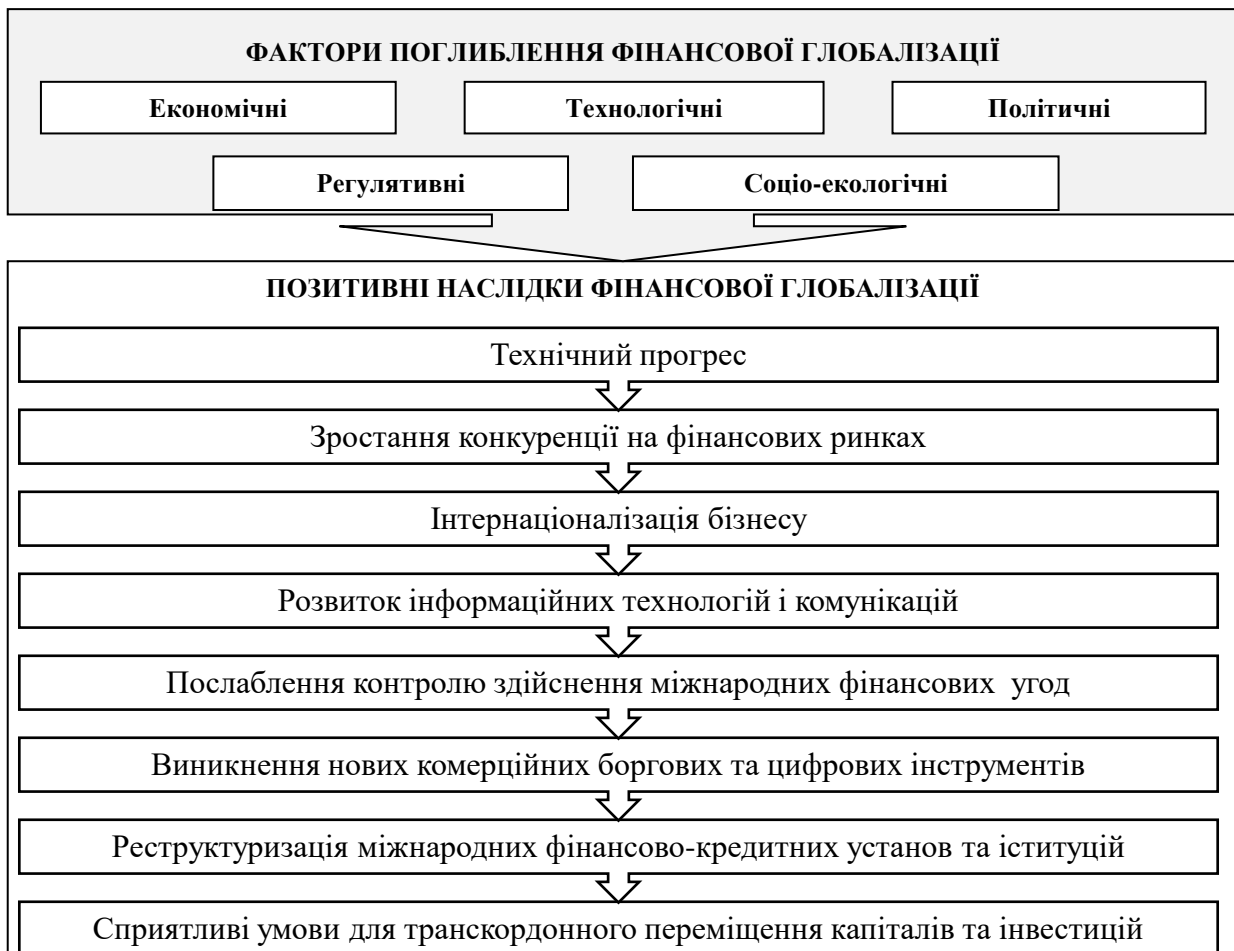 ФАКТОРИ ПОГЛИБЛЕННЯ ФІНАНСОВОЇ ГЛОБАЛІЗАЦІЇ
Економічні
Технологічні
Політичні
Регулятивні
Соціо-екологічні
ПОЗИТИВНІ НАСЛІДКИ ФІНАНСОВОЇ ГЛОБАЛІЗАЦІЇ
Технічний прогрес
Зростання конкуренції на фінансових ринках
Інтернаціоналізація бізнесу
Розвиток інформаційних технологій і комунікацій
Послаблення контролю здійснення міжнародних фінансових  угод
Виникнення нових комерційних боргових та цифрових інструментів
Реструктуризація міжнародних фінансово-кредитних установ та іституцій
Сприятливі умови для транскордонного переміщення капіталів та інвестицій